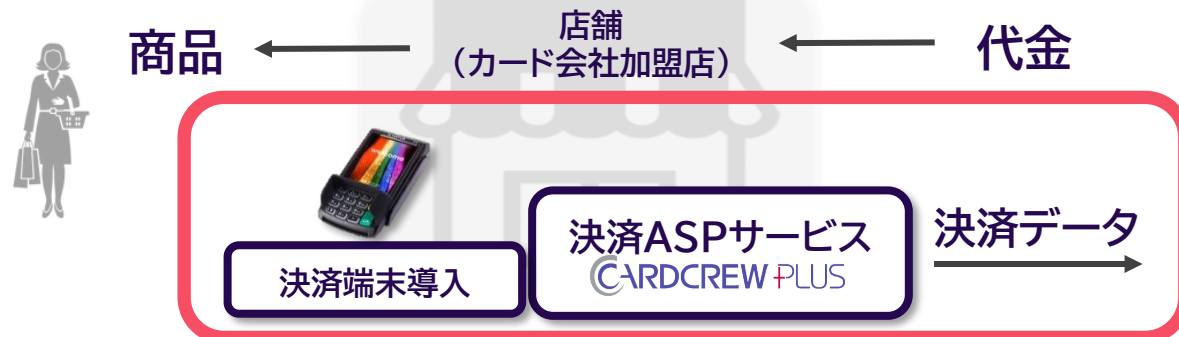 商品
店舗
（カード会社加盟店）
代金
welcome
決済端末導入
決済ASPサービス
CARDCREW PLUS
決済データ